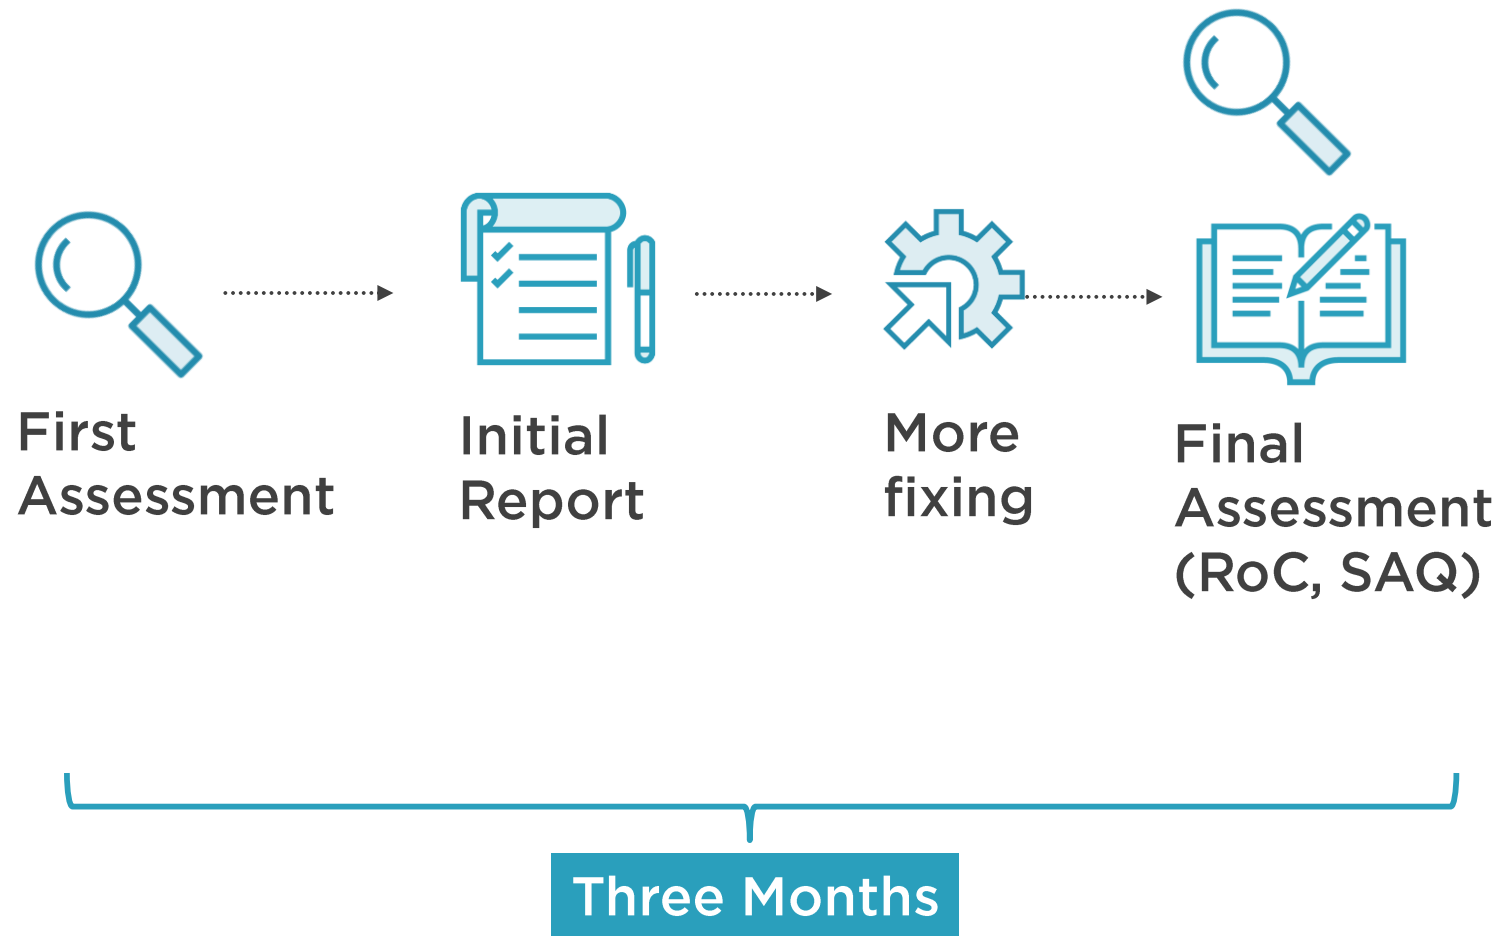 First
Assessment
Initial
Report
More
fixing
Final
Assessment
(RoC, SAQ)
Three Months